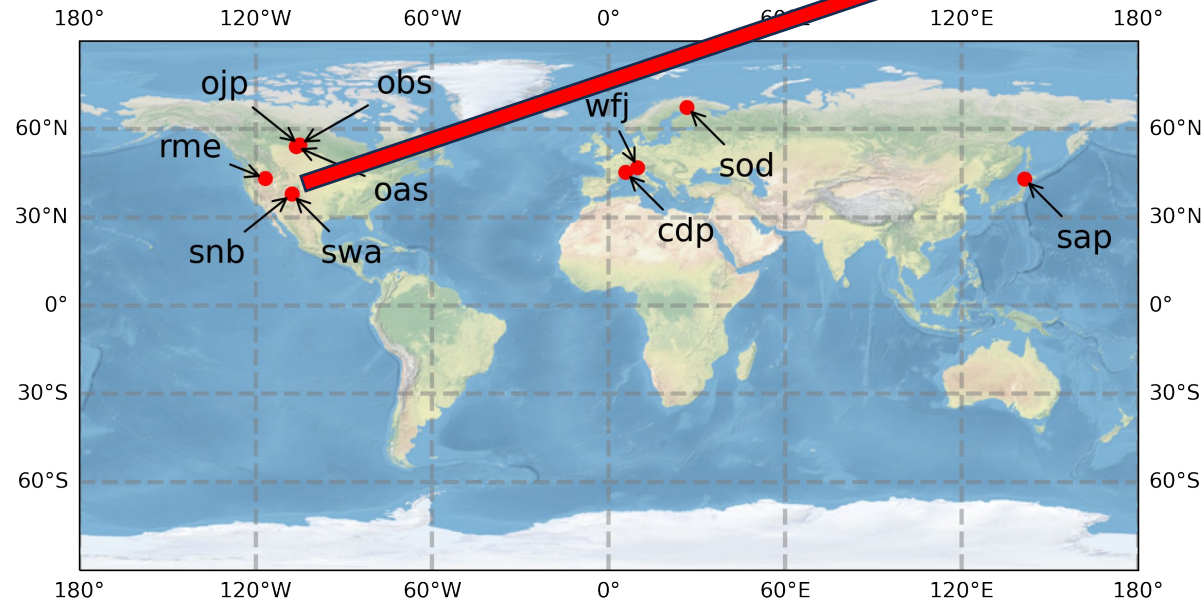 180° 120°W 60°W 0° 120°E 180°
ojp obs
wfj
60°N 60°N
rme sod
oas
30°N 30°N
snb swa cdp sap
0° 0°
30°S 30°S
60°S 60°S
180° 120°W 60°W 0° 60°E 120°E 180°